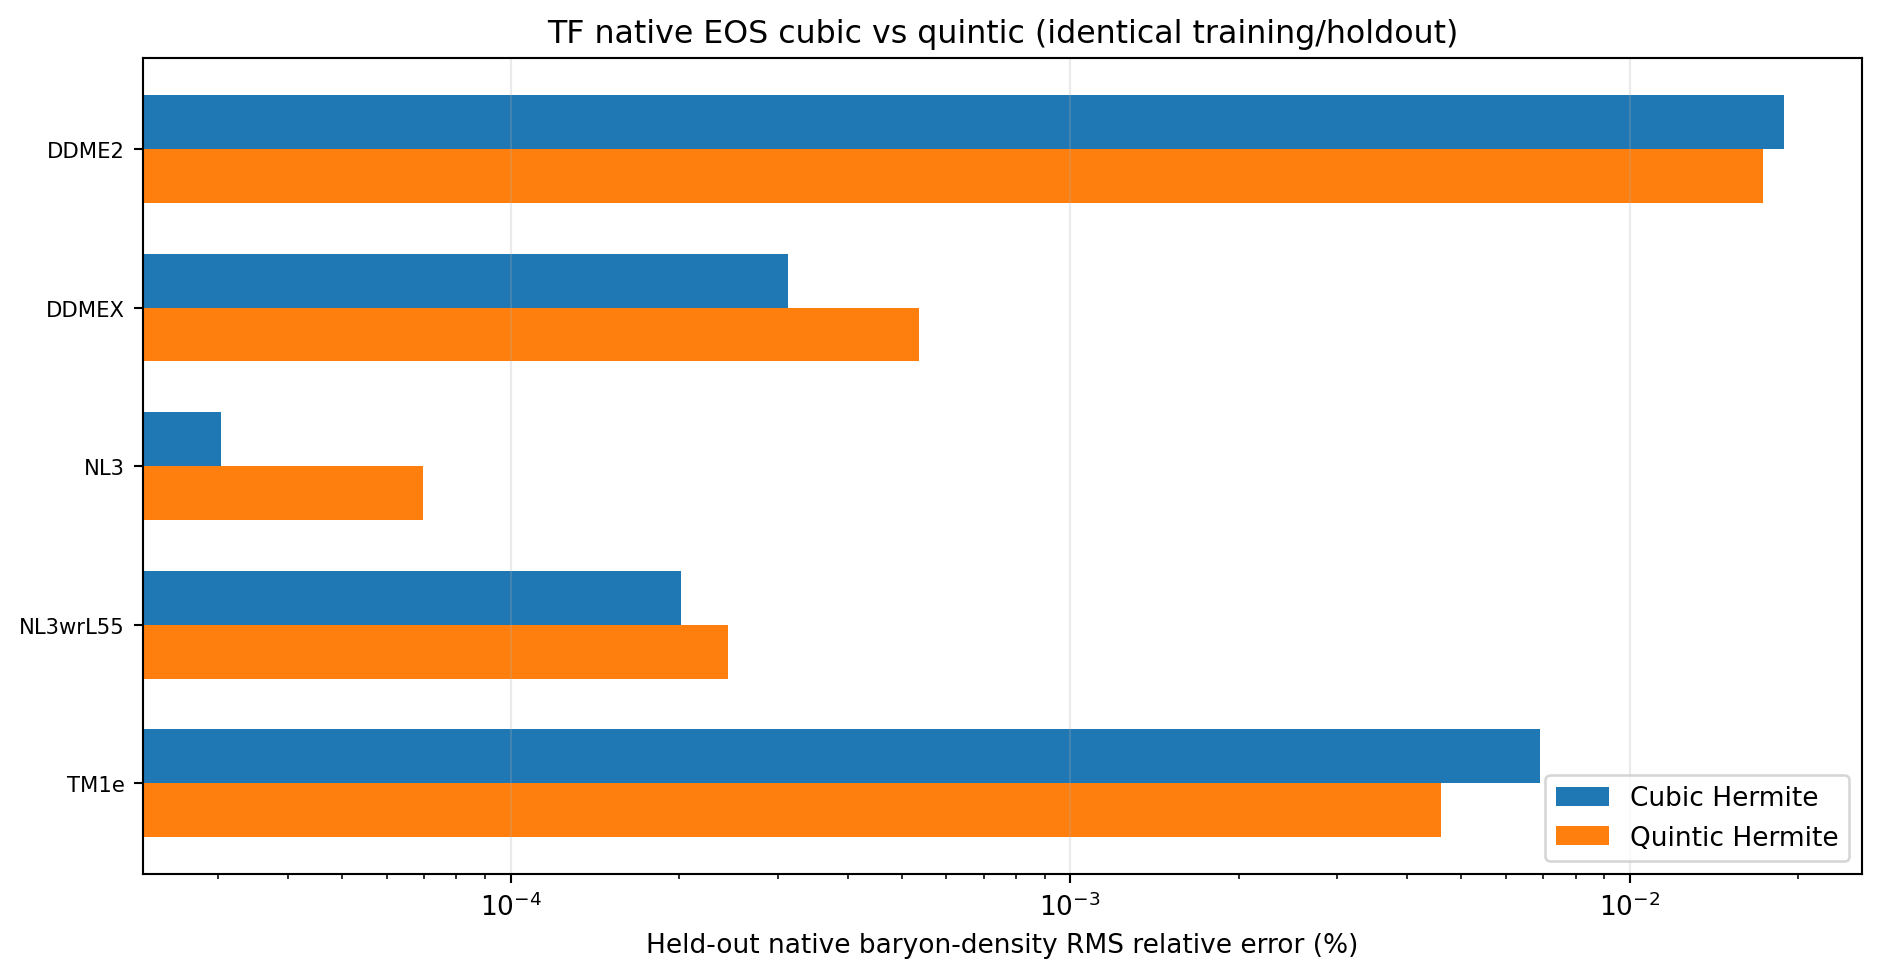 TF native EOS cubic vs quintic (identical training/holdout)
DDME2
DDMEX
NL3
NL3wrL55
TM1e
Cubic Hermite
Quintic Hermite
10⁻⁴ 10⁻³ 10⁻²
Held-out native baryon-density RMS relative error (%)